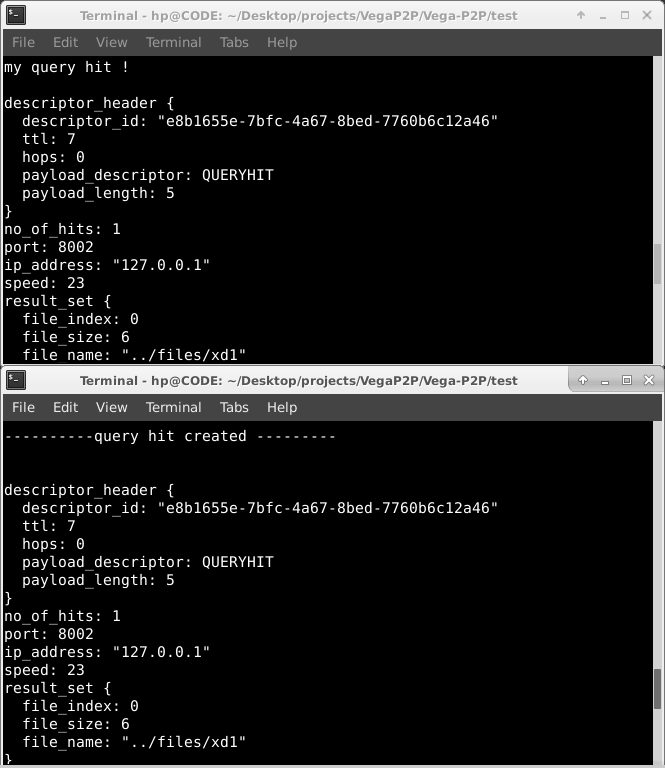 Terminal - hp@CODE: ~/Desktop/projects/VegaP2P/Vega-P2P/test
File Edit View Terminal Tabs Help
my query hit !
descriptor_header {
  descriptor_id: "e8b1655e-7bfc-4a67-8bed-7760b6c12a46"
  ttl: 7
  hops: 0
  payload_descriptor: QUERYHIT
  payload_length: 5
}
no_of_hits: 1
port: 8002
ip_address: "127.0.0.1"
speed: 23
result_set {
  file_index: 0
  file_size: 6
  file_name: "../files/xd1"
Terminal - hp@CODE: ~/Desktop/projects/VegaP2P/Vega-P2P/test
File Edit View Terminal Tabs Help
----------query hit created ---------
descriptor_header {
  descriptor_id: "e8b1655e-7bfc-4a67-8bed-7760b6c12a46"
  ttl: 7
  hops: 0
  payload_descriptor: QUERYHIT
  payload_length: 5
}
no_of_hits: 1
port: 8002
ip_address: "127.0.0.1"
speed: 23
result_set {
  file_index: 0
  file_size: 6
  file_name: "../files/xd1"
}